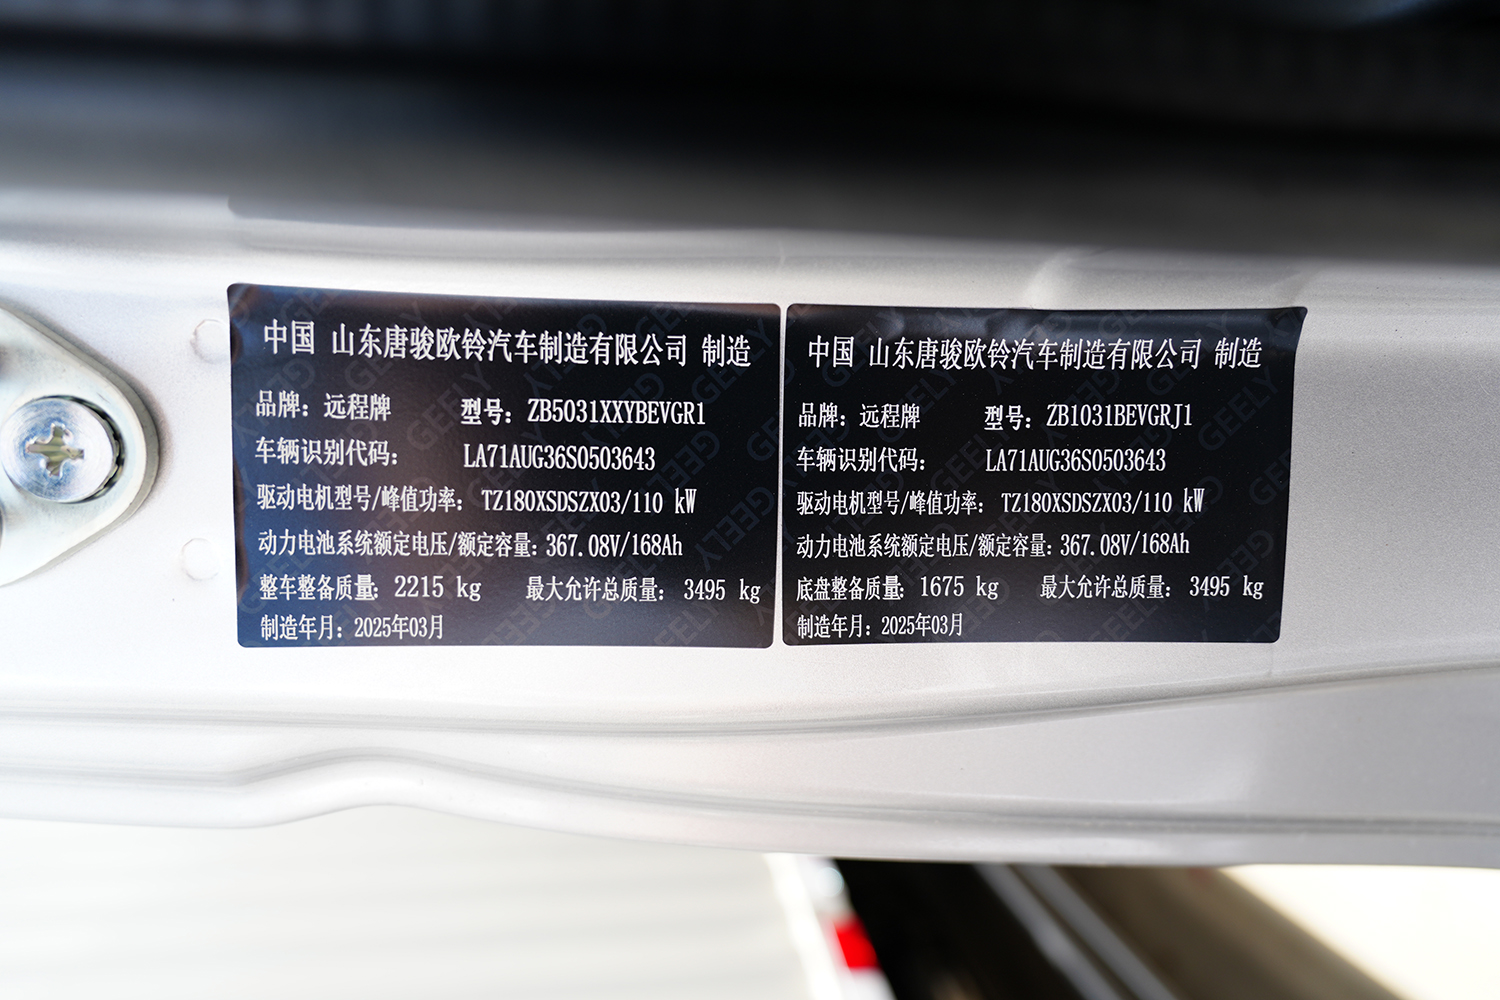 中国 山东唐骏欧铃汽车制造有限公司 制造
品牌：远程牌 型号：ZB5031XXYBEVGR1
车辆识别代码： LA71AUG36S0503643
驱动电机型号/峰值功率： TZ180XSDSZX03/110 kW
动力电池系统额定电压/额定容量：367.08V/168Ah
整车整备质量：2215 kg 最大允许总质量： 3495 kg
制造年月：2025年03月
中国 山东唐骏欧铃汽车制造有限公司 制造
品牌：远程牌 型号：ZB1031BEVGRJ1
车辆识别代码： LA71AUG36S0503643
驱动电机型号/峰值功率： TZ180XSDSZX03/110 kW
动力电池系统额定电压/额定容量：367.08V/168Ah
底盘整备质量：1675 kg 最大允许总质量： 3495 kg
制造年月：2025年03月